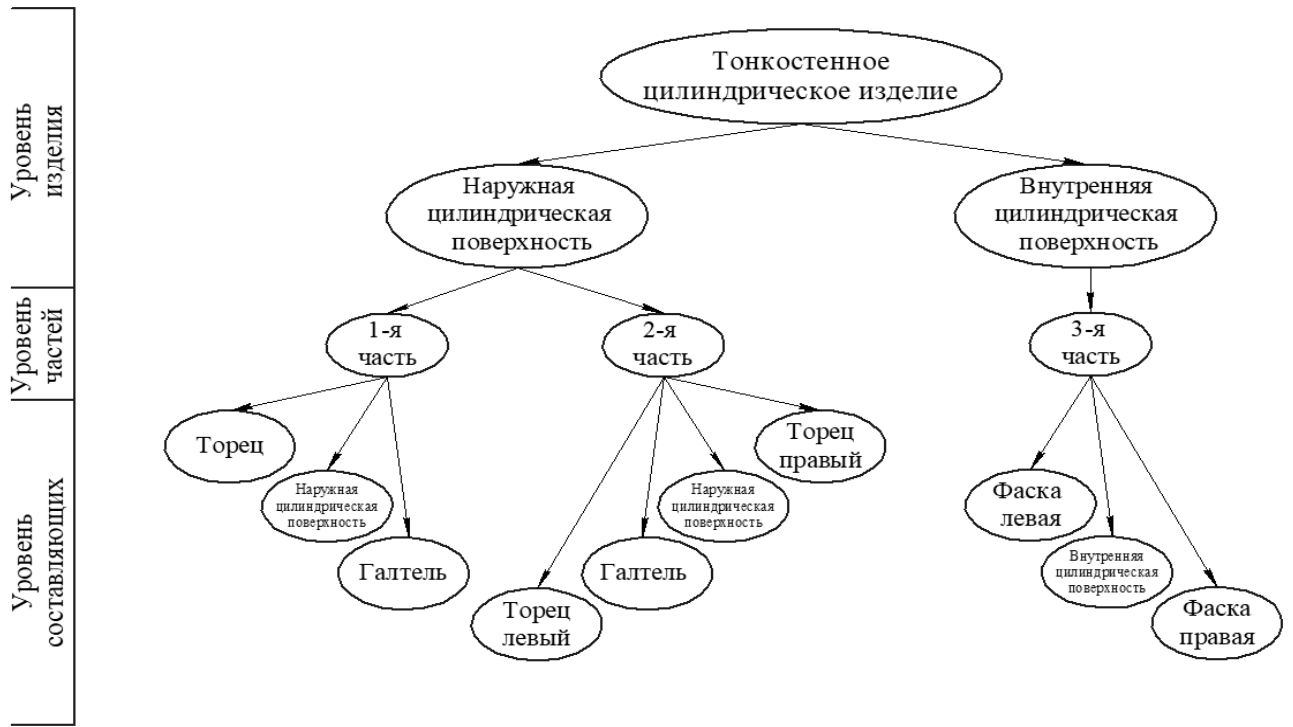 Уровень
изделия
Тонкостенное
цилиндрическое изделие
Наружная
цилиндрическая
поверхность
Внутренняя
цилиндрическая
поверхность
Уровень
частей
1-я
часть
2-я
часть
3-я
часть
Уровень
составляющих
Торец
Наружная
цилиндрическая
поверхность
Галтель
Торец
левый
Галтель
Наружная
цилиндрическая
поверхность
Торец
правый
Фаска
левая
Внутренняя
цилиндрическая
поверхность
Фаска
правая